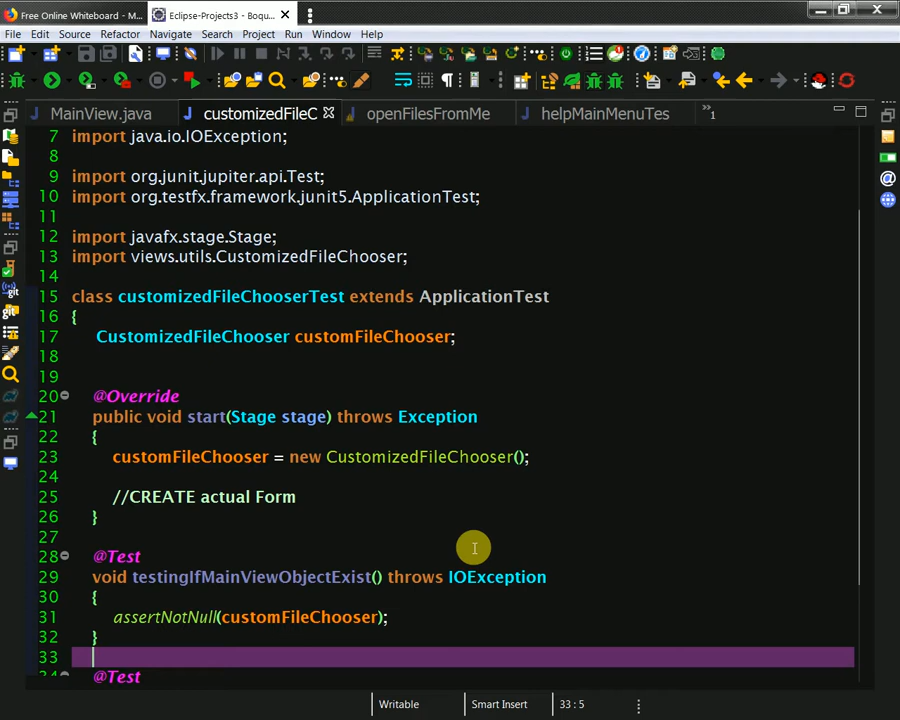 Free Online Whiteboard - M...
Eclipse-Projects3 - Boqu...
File Edit Source Refactor Navigate Search Project Run Window Help
MainView.java customizedFileC openFilesFromMe helpMainMenuTes 1
7 import java.io.IOException;
8
9 import org.junit.jupiter.api.Test;
10 import org.testfx.framework.junit5.ApplicationTest;
11
12 import javafx.stage.Stage;
13 import views.utils.CustomizedFileChooser;
14
15 class customizedFileChooserTest extends ApplicationTest
16 {
17 CustomizedFileChooser customFileChooser;
18
19
20 @Override
21 public void start(Stage stage) throws Exception
22 {
23 customFileChooser = new CustomizedFileChooser();
24
25 //CREATE actual Form
26 }
27
28 @Test
29 void testingIfMainViewObjectExist() throws IOException
30 {
31 assertNotNull(customFileChooser);
32 }
33
34 @Test
Writable Smart Insert 33 : 5